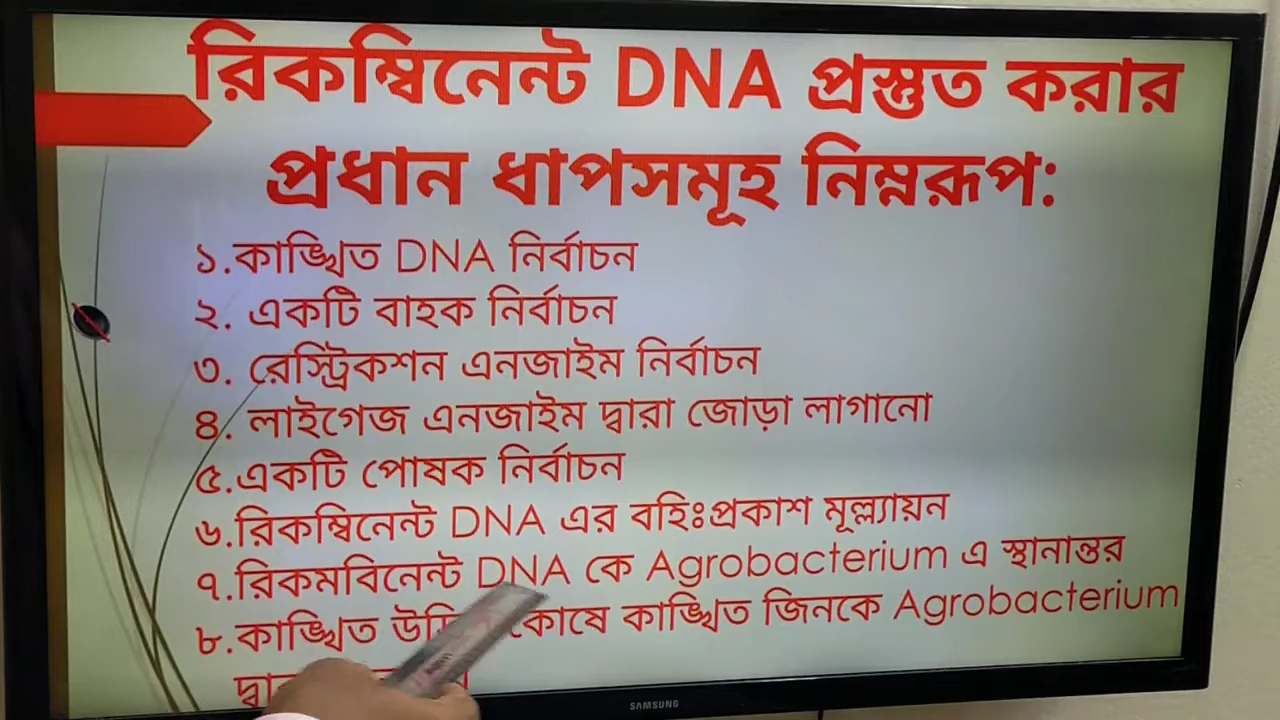 রিকম্বিনেন্ট DNA প্রস্তুত করার
প্রধান ধাপসমূহ নিম্নরূপ:
১.কাঙ্খিত DNA নির্বাচন
২. একটি বাহক নির্বাচন
৩. রেস্ট্রিকশন এনজাইম নির্বাচন
৪. লাইগেজ এনজাইম দ্বারা জোড়া লাগানো
৫.একটি পোষক নির্বাচন
৬.রিকম্বিনেন্ট DNA এর বহিঃপ্রকাশ মূল্ল্যায়ন
৭.রিকমবিনেন্ট DNA কে Agrobacterium এ স্থানান্তর
৮.কাঙ্খিত কোষে কাঙ্খিত জিনকে Agrobacterium
SAMSUNG